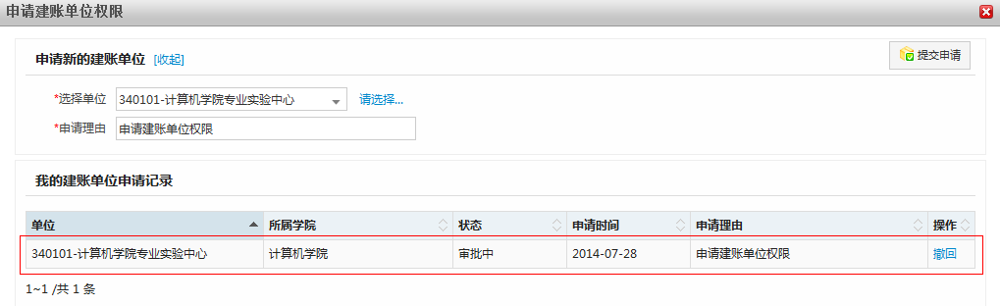 申请建账单位权限
申请新的建账单位 [收起]
提交申请
*选择单位 340101-计算机学院专业实验中心 请选择...
*申请理由 申请建账单位权限
我的建账单位申请记录
单位 所属学院 状态 申请时间 申请理由 操作
340101-计算机学院专业实验中心 计算机学院 审批中 2014-07-28 申请建账单位权限 撤回
1~1 /共 1 条